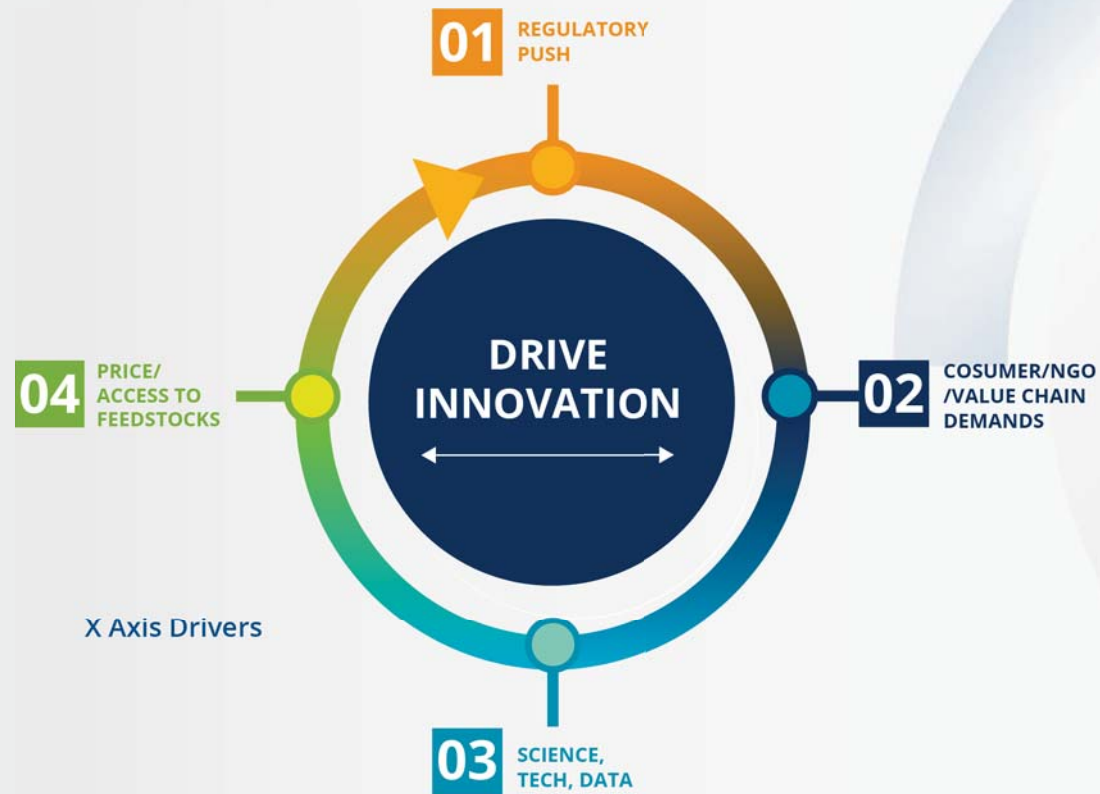 01
REGULATORY
PUSH
DRIVE
INNOVATION
04
PRICE/
ACCESS TO
FEEDSTOCKS
02
COSUMER/NGO
/VALUE CHAIN
DEMANDS
X Axis Drivers
03
SCIENCE,
TECH, DATA